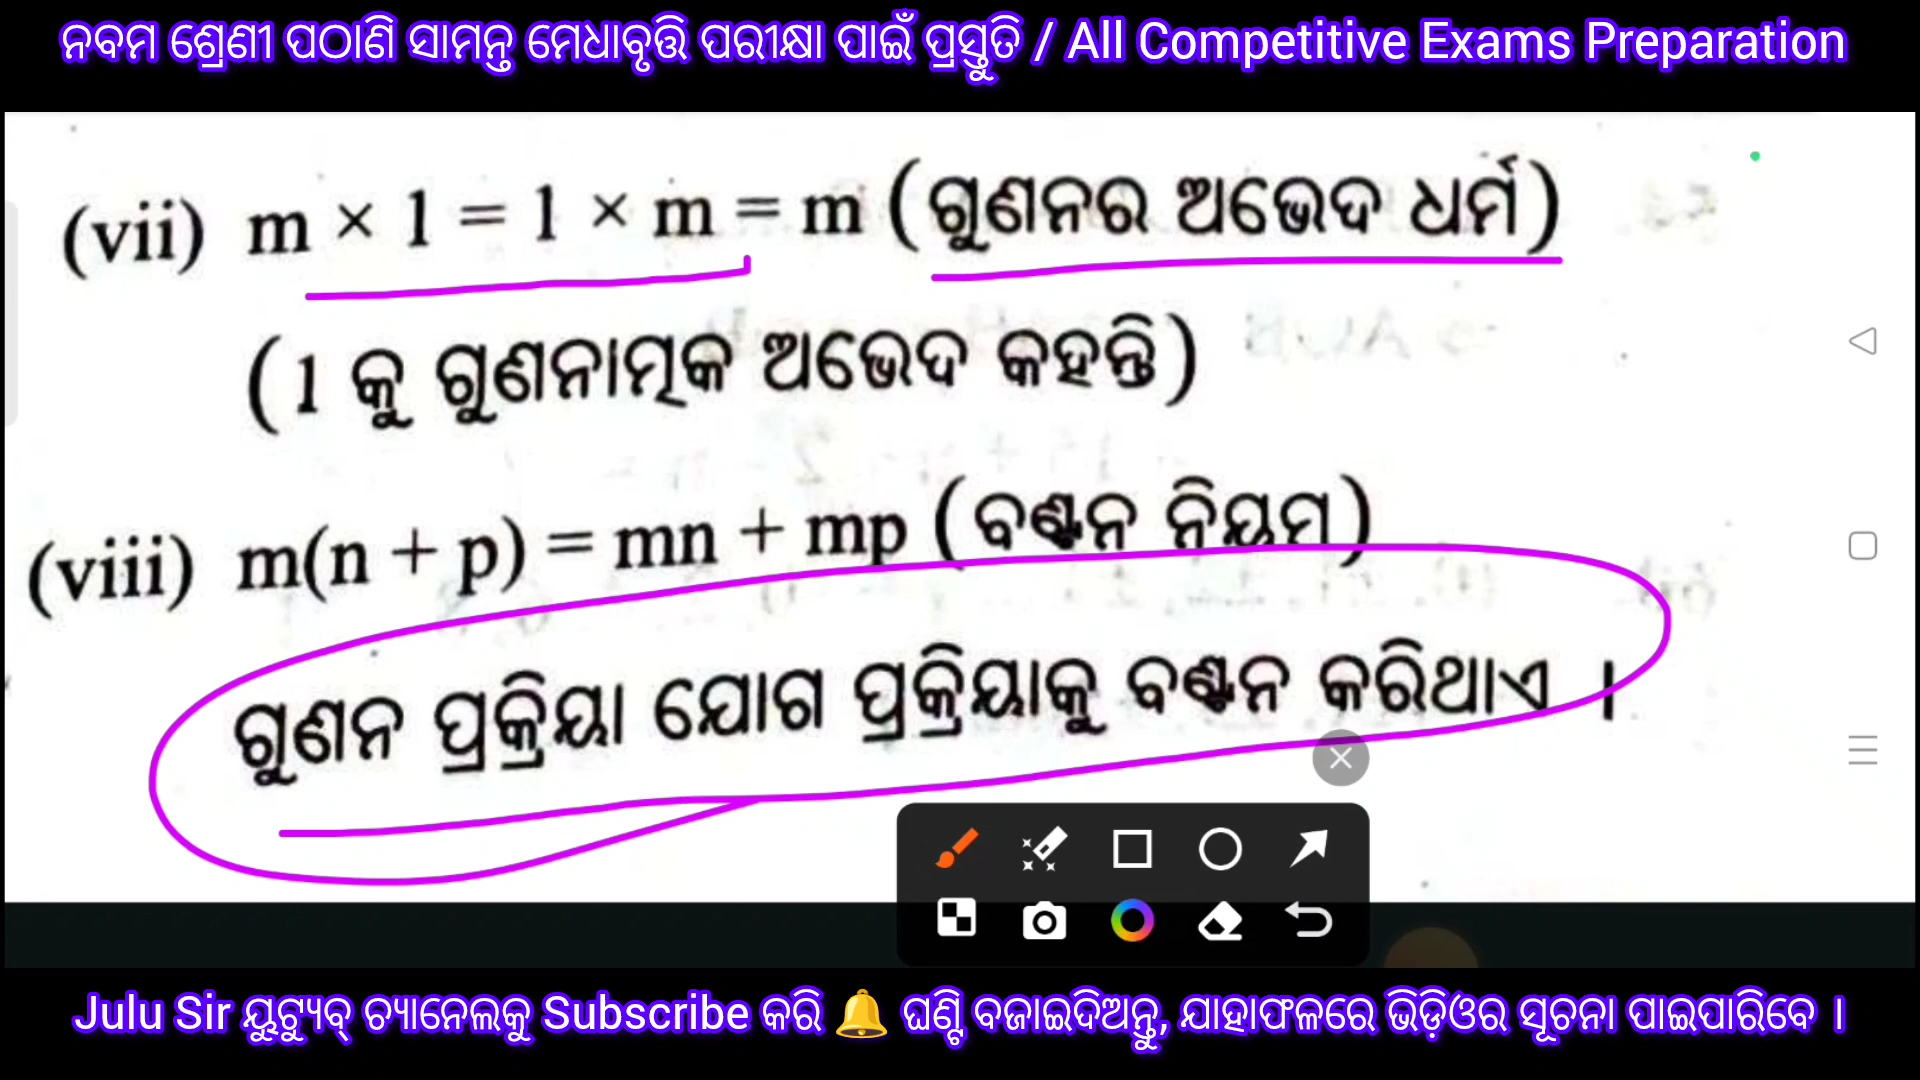 ନବମ ଶ୍ରେଣୀ ପଠାଣି ସାମନ୍ତ ମେଧାବୃତ୍ତି ପରୀକ୍ଷା ପାଇଁ ପ୍ରସ୍ତୁତି / All Competitive Exams Preparation
(vii) m × 1 = 1 × m = m (ଗୁଣନର ଅଭେଦ ଧର୍ମ)
(1 କୁ ଗୁଣନାତ୍ମକ ଅଭେଦ କହନ୍ତି)
(viii) m(n + p) = mn + mp (ବଣ୍ଟନ ନିୟମ)
ଗୁଣନ ପ୍ରକ୍ରିୟା ଯୋଗ ପ୍ରକ୍ରିୟାକୁ ବଣ୍ଟନ କରିଥାଏ ।
Julu Sir ୟୁଟ୍ୟୁବ୍ ଚ୍ୟାନେଲକୁ Subscribe କରି 🔔 ଘଣ୍ଟି ବଜାଇଦିଅନ୍ତୁ, ଯାହାଫଳରେ ଭିଡ଼ିଓର ସୂଚନା ପାଇପାରିବେ ।